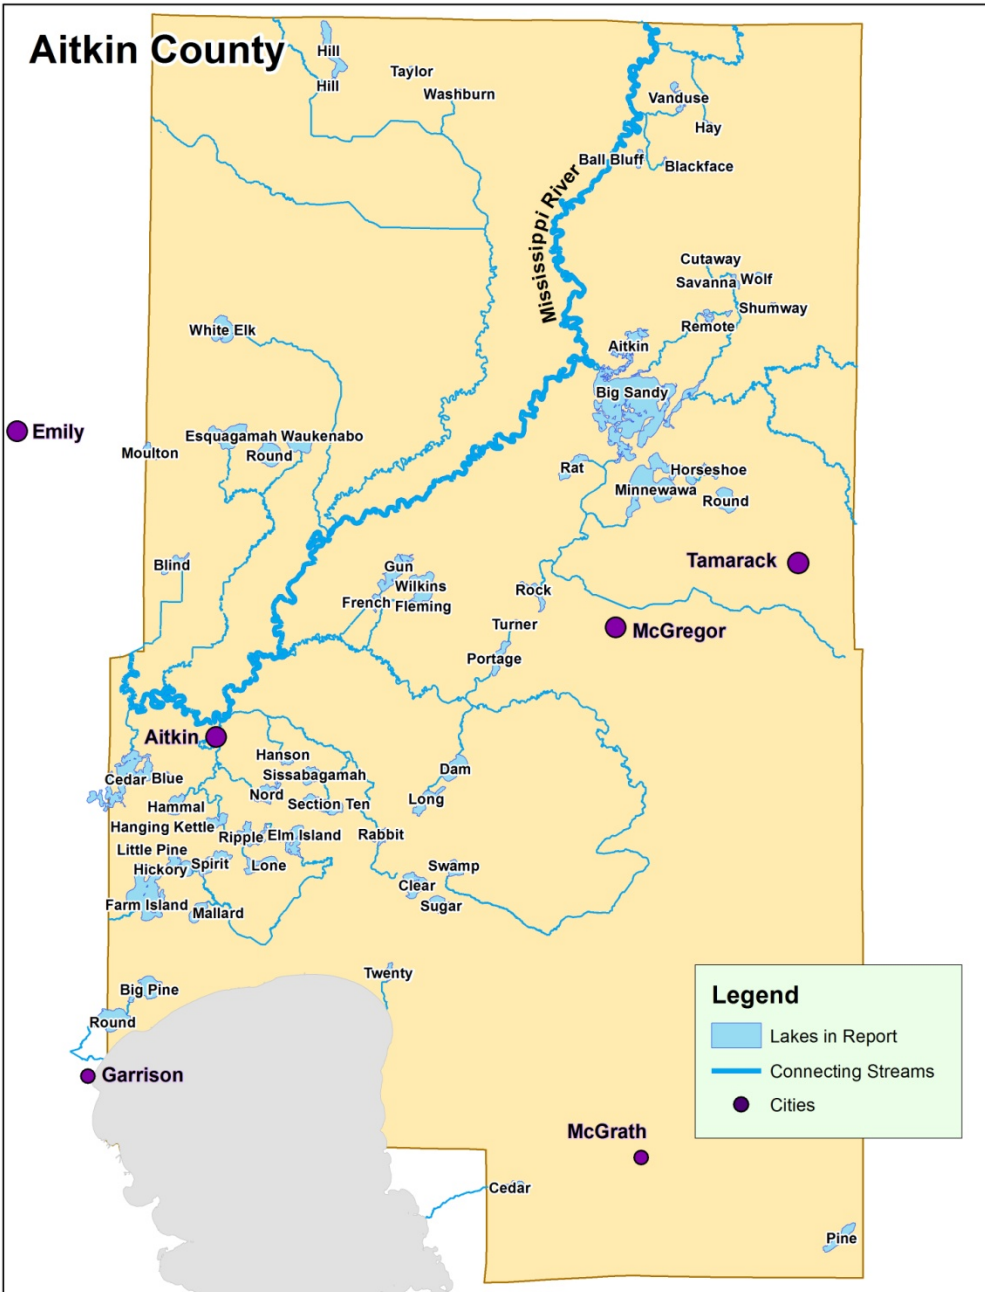 Aitkin County
Hill
Hill
Taylor
Washburn
Vanduse
Hay
Ball Bluff
Blackface
Mississippi River
Cutaway
Savanna Wolf
Shumway
Remote
White Elk
Aitkin
Big Sandy
Emily
Esquagamah Waukenabo
Moulton
Round
Rat
Horseshoe
Minnewawa
Round
Tamarack
Blind
Gun
Wilkins
French
Fleming
Rock
Turner
McGregor
Portage
Aitkin
Hanson
Cedar Blue
Sissabagamah
Dam
Nord
Long
Hammal
Section Ten
Hanging Kettle
Ripple
Elm Island
Rabbit
Little Pine
Hickory
Spirit
Lone
Swamp
Clear
Farm Island
Mallard
Sugar
Twenty
Big Pine
Round
Garrison
Legend
Lakes in Report
Connecting Streams
Cities
McGrath
Cedar
Pine